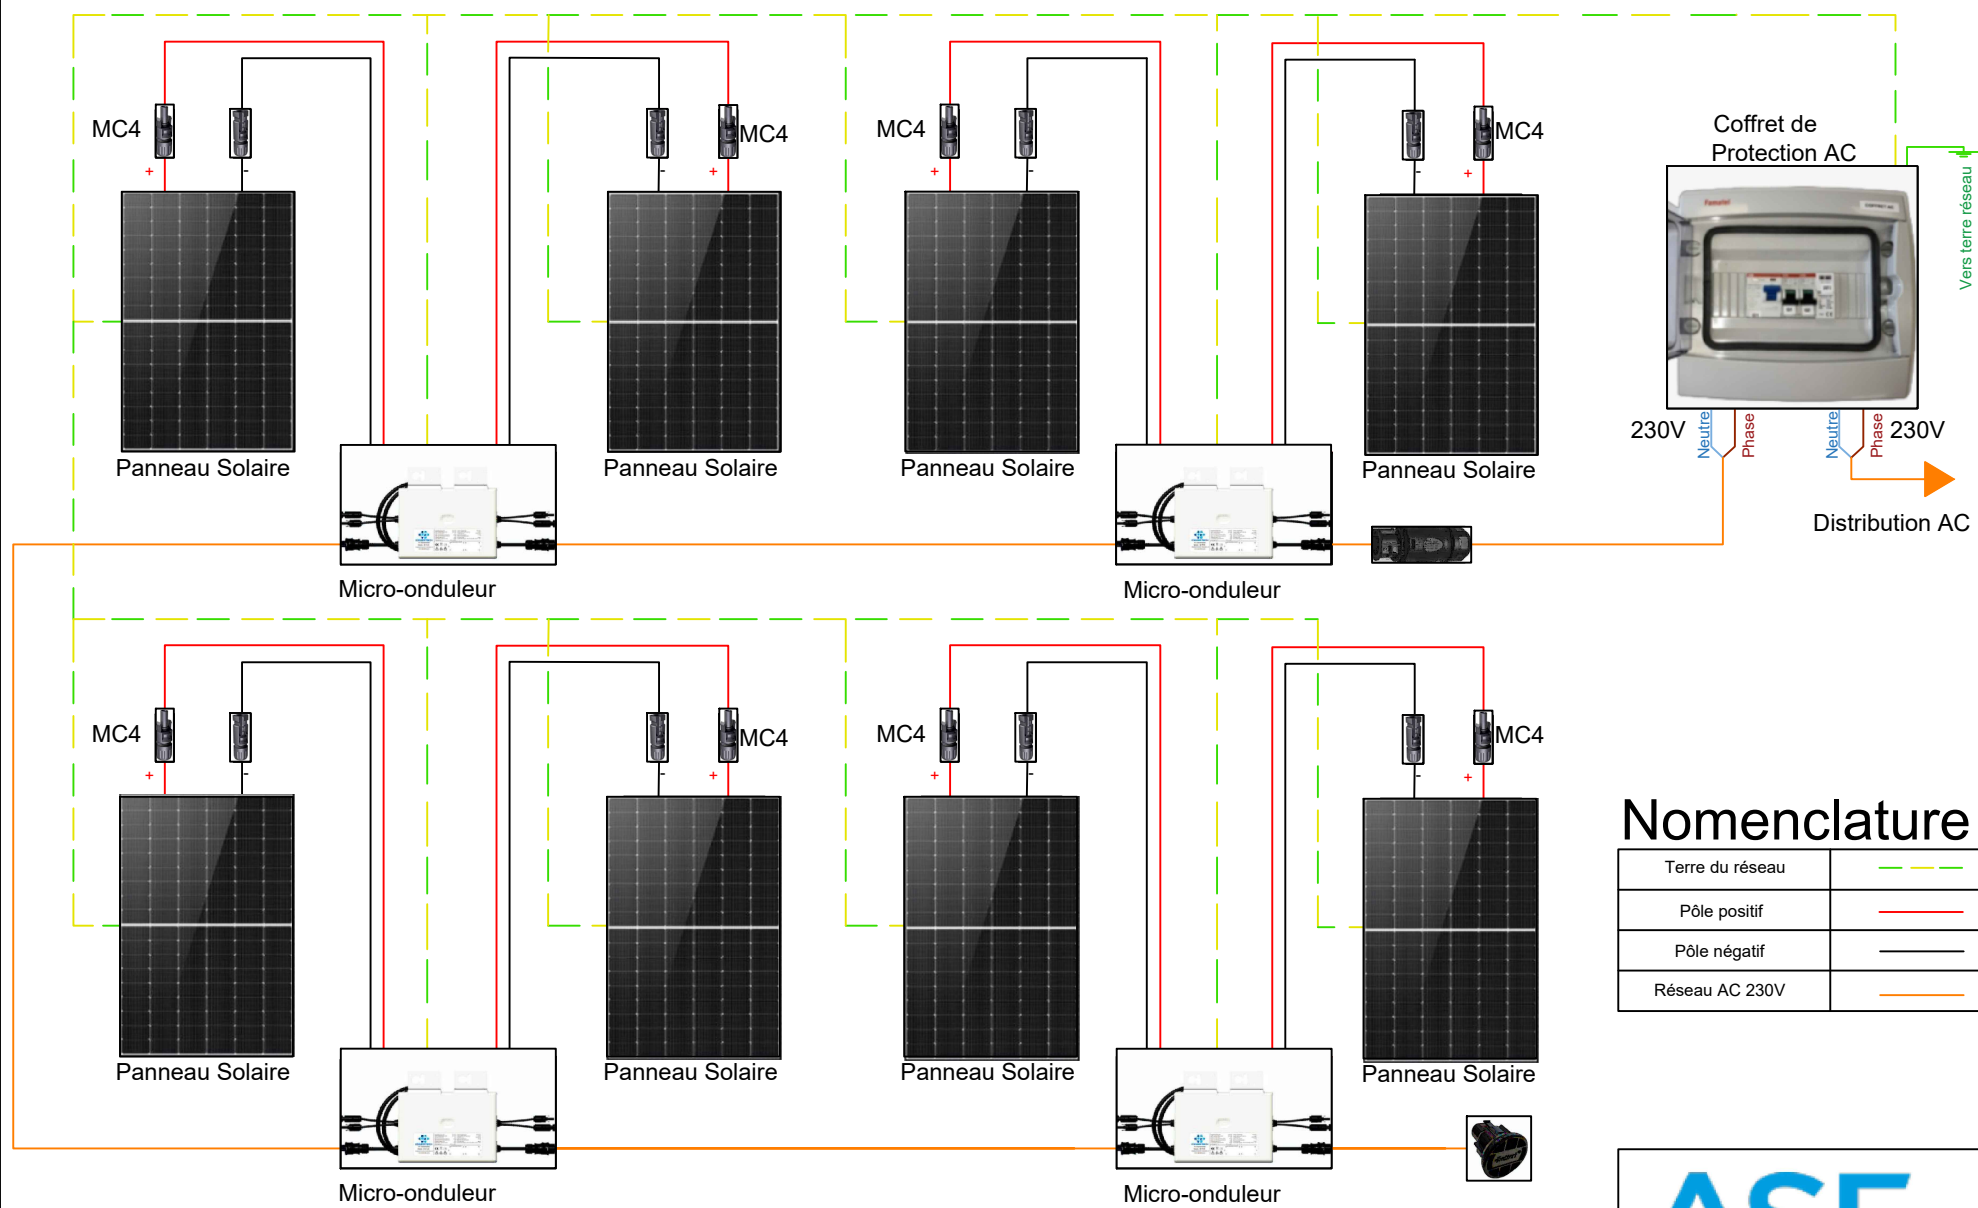 MC4
MC4
MC4
MC4
+
-
-
+
+
-
-
+
Coffret de
Protection AC
Vers terre réseau
Panneau Solaire
Panneau Solaire
Panneau Solaire
Panneau Solaire
230V
Neutre
Phase
Neutre
Phase
230V
Distribution AC
Micro-onduleur
Micro-onduleur
MC4
MC4
MC4
MC4
+
-
-
+
+
-
-
+
Panneau Solaire
Panneau Solaire
Panneau Solaire
Panneau Solaire
Micro-onduleur
Micro-onduleur
Nomenclature
Terre du réseau
Pôle positif
Pôle négatif
Réseau AC 230V